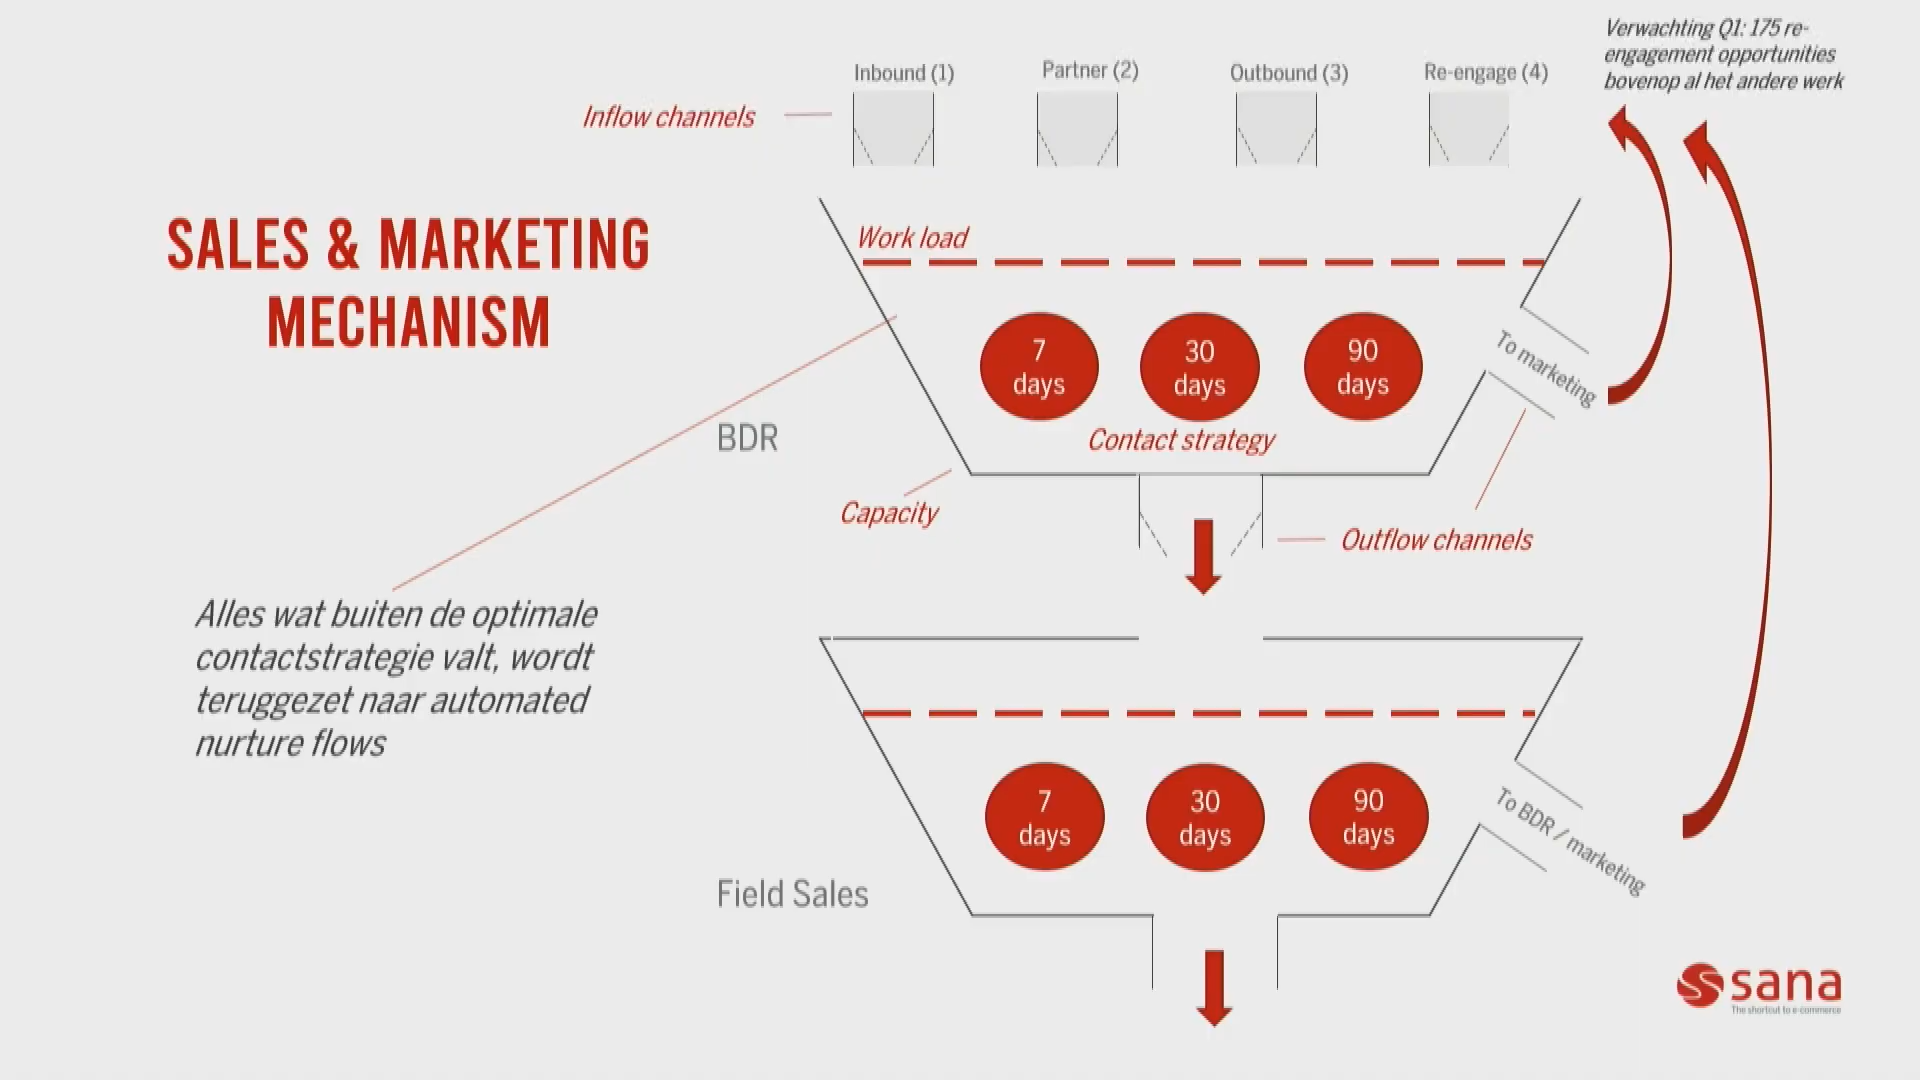 Verwachting Q1: 175 re-
engagement opportunities
bovenop al het andere werk
Inbound (1)
Partner (2)
Outbound (3)
Re-engage (4)
Inflow channels
SALES & MARKETING
MECHANISM
Work load
7
days
30
days
90
days
To marketing
Contact strategy
BDR
Capacity
Outflow channels
Alles wat buiten de optimale
contactstrategie valt, wordt
teruggezet naar automated
nurture flows
7
days
30
days
90
days
To BDR / marketing
Field Sales
sana
The shortcut to e-commerce